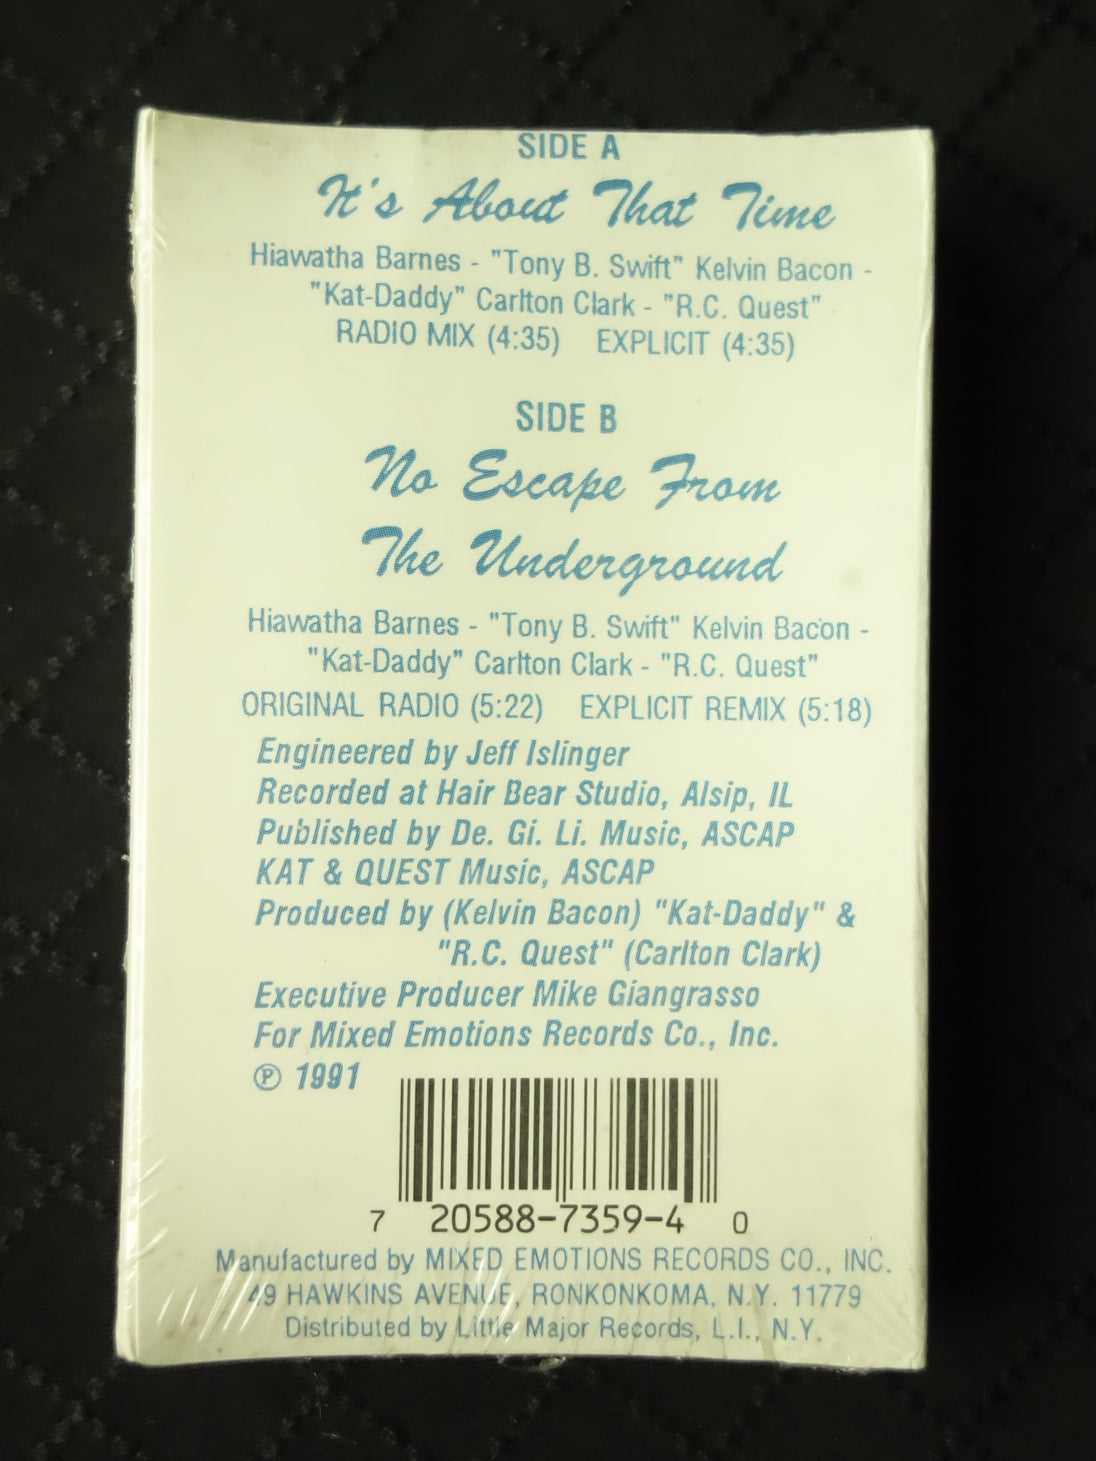 SIDE A
It's About That Time
Hiawatha Barnes - "Tony B. Swift" Kelvin Bacon -
"Kat-Daddy" Carlton Clark - "R.C. Quest"
RADIO MIX (4:35) EXPLICIT (4:35)
SIDE B
No Escape From
The Underground
Hiawatha Barnes - "Tony B. Swift" Kelvin Bacon -
"Kat-Daddy" Carlton Clark - "R.C. Quest"
ORIGINAL RADIO (5:22) EXPLICIT REMIX (5:18)
Engineered by Jeff Islinger
Recorded at Hair Bear Studio, Alsip, IL
Published by De. Gi. Li. Music, ASCAP
KAT & QUEST Music, ASCAP
Produced by (Kelvin Bacon) "Kat-Daddy" &
"R.C. Quest" (Carlton Clark)
Executive Producer Mike Giangrasso
For Mixed Emotions Records Co., Inc.
℗ 1991
7 20588-7359-4 0
Manufactured by MIXED EMOTIONS RECORDS CO., INC.
49 HAWKINS AVENUE, RONKONKOMA, N.Y. 11779
Distributed by Little Major Records, L.I., N.Y.